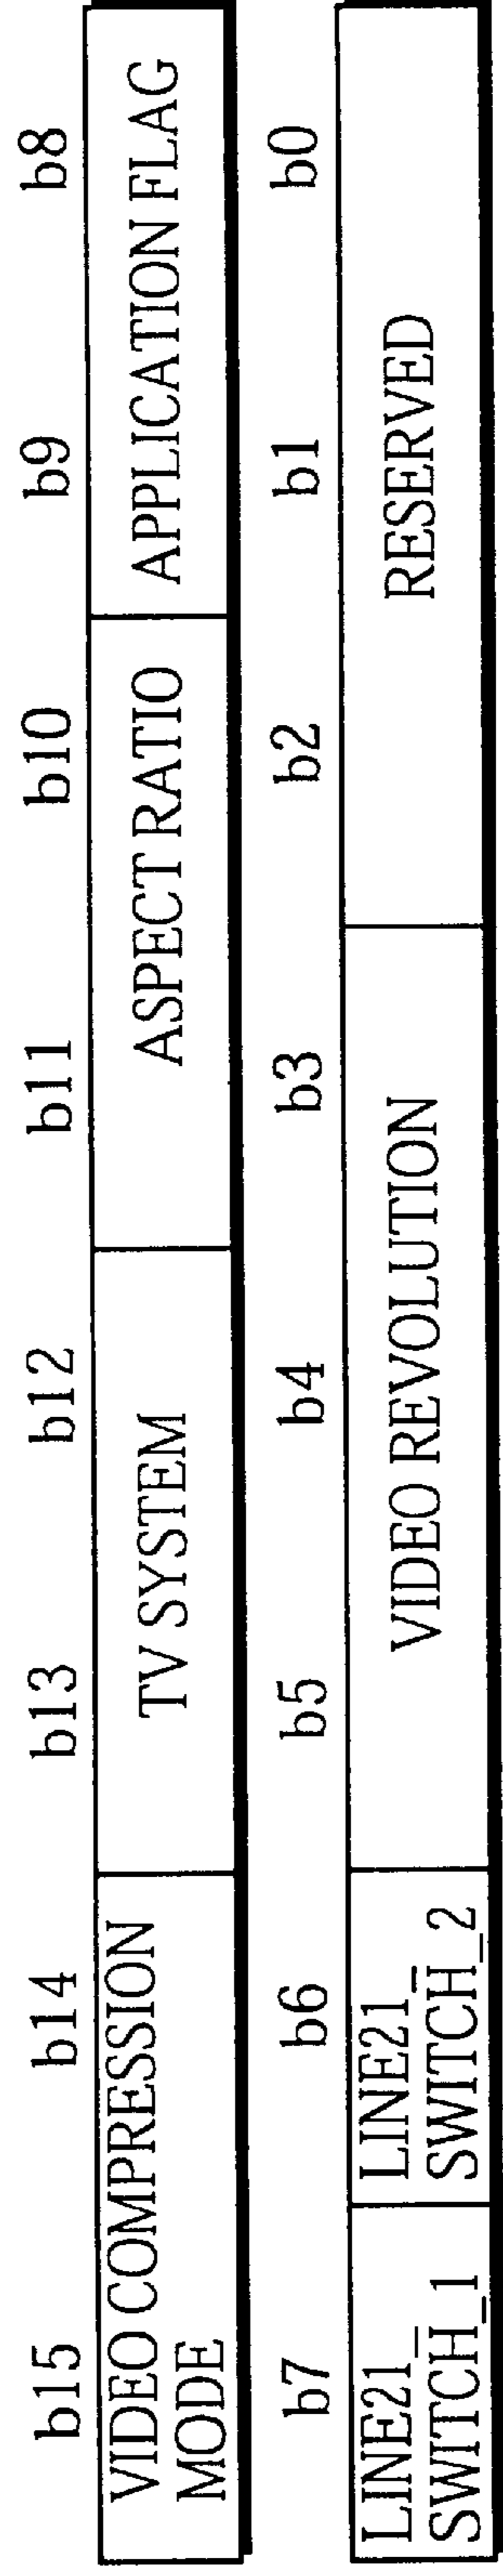 b15 b14 b13 b12 b11 b10 b9 b8
VIDEO COMPRESSION
MODE
TV SYSTEM
ASPECT RATIO
APPLICATION FLAG
b7 b6 b5 b4 b3 b2 b1 b0
LINE21_
SWITCH_1
LINE21_
SWITCH_2
VIDEO REVOLUTION
RESERVED